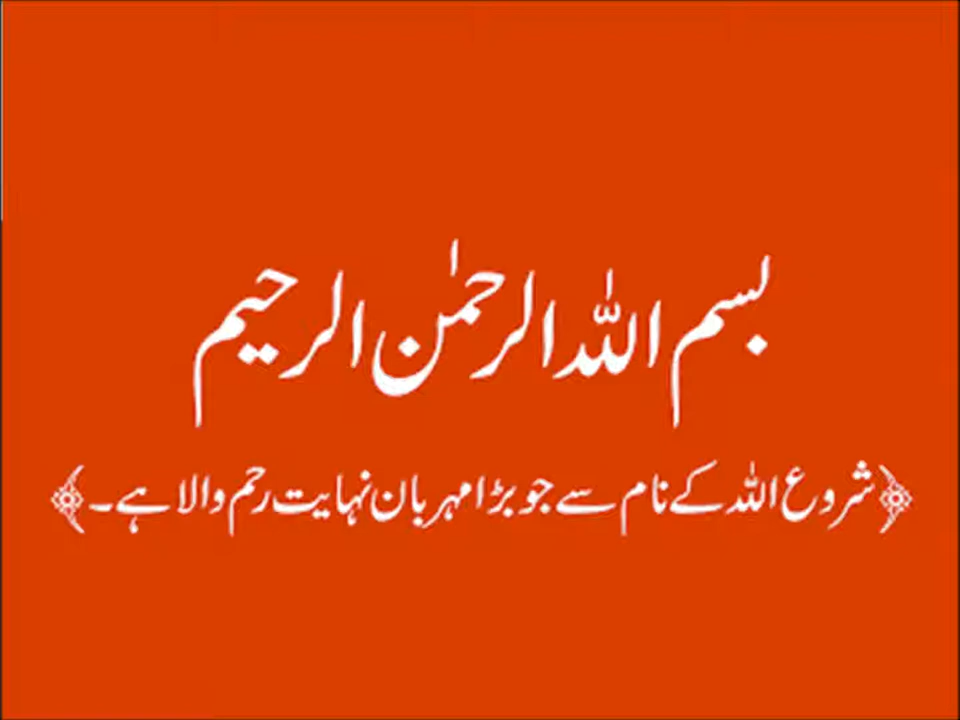 بسم اللہ الرحمٰن الرحیم
﴿شروع اللہ کے نام سے جو بڑا مہربان نہایت رحم والا ہے۔﴾